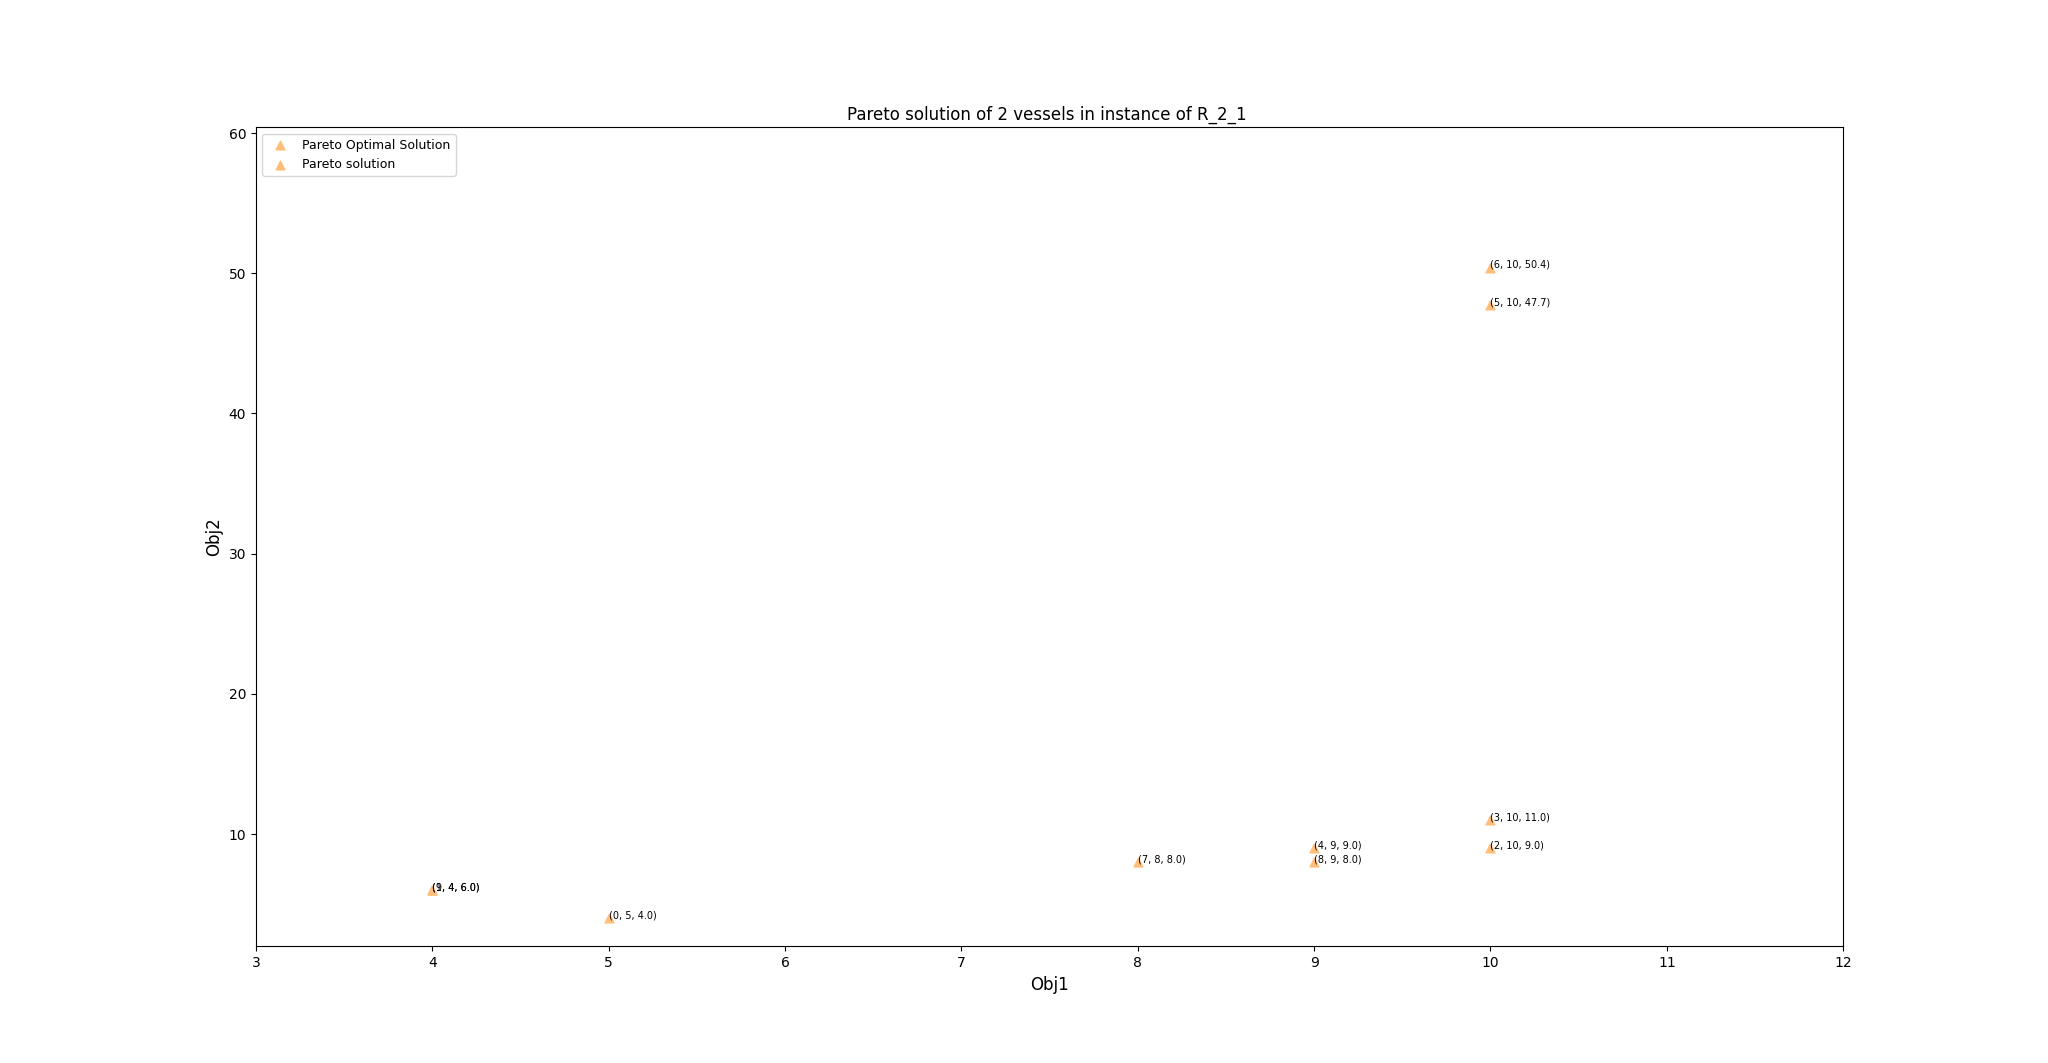 Pareto solution of 2 vessels in instance of R_2_1
60
Pareto Optimal Solution
Pareto solution
50
(6, 10, 50.4)
(5, 10, 47.7)
40
Obj2
30
20
10
(3, 10, 11.0)
(4, 9, 9.0)
(2, 10, 9.0)
(7, 8, 8.0)
(8, 9, 8.0)
4, 6.0)
(0, 5, 4.0)
3 4 5 6 7 8 9 10 11 12
Obj1